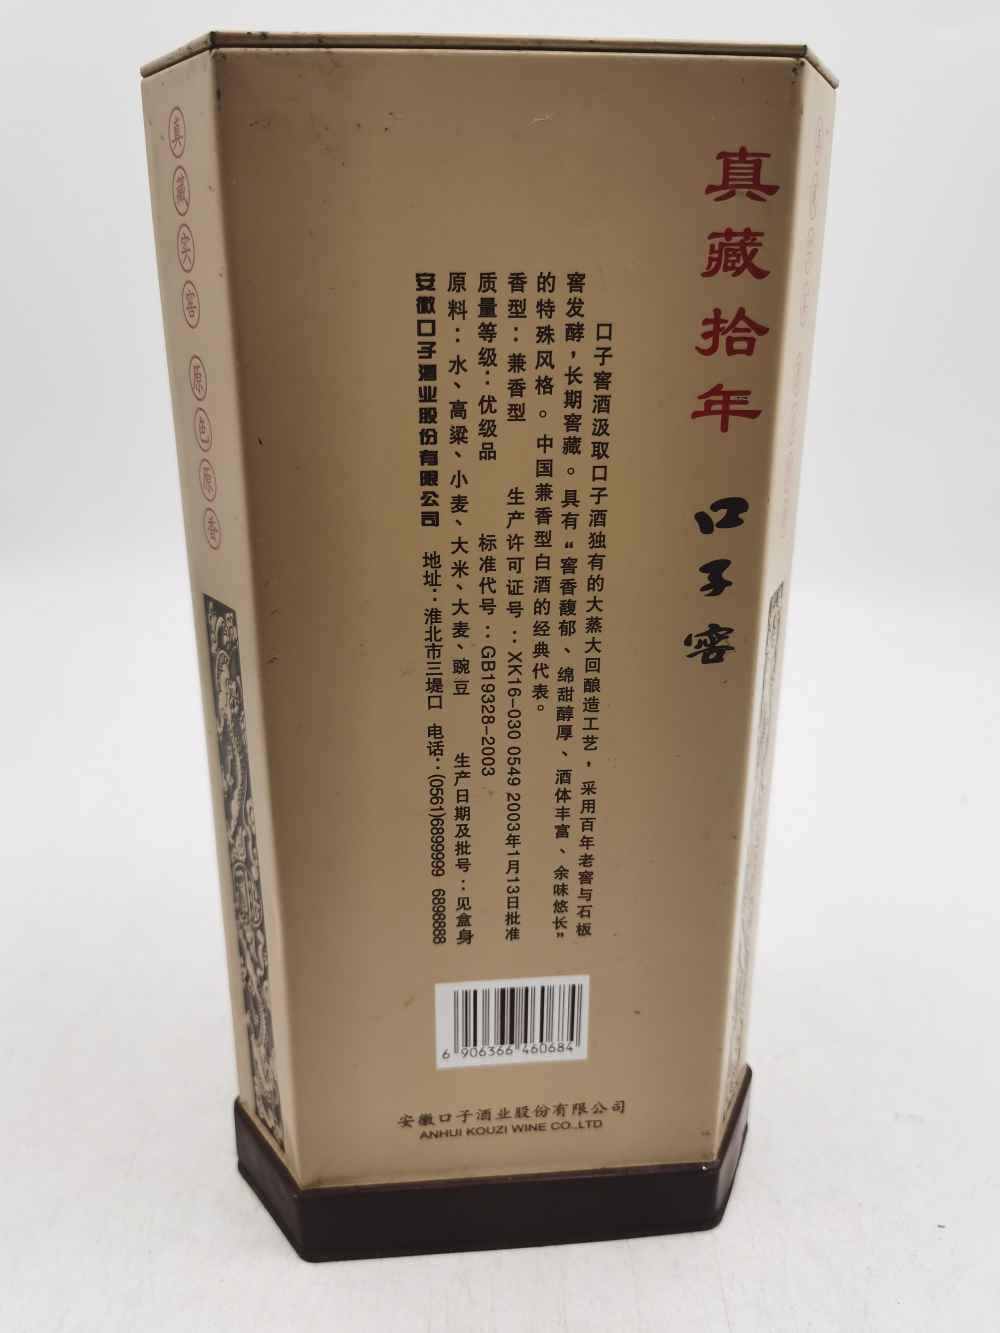 真藏拾年
口子窖
口子窖酒汲取口子酒独有的大蒸大回酿造工艺，采用百年老窖与石板
窖发酵，长期窖藏。具有“窖香馥郁、绵甜醇厚、酒体丰富、余味悠长”
的特殊风格。中国兼香型白酒的经典代表。
香型：兼香型 生产许可证号：XK16-030 0549 2003年1月13日批准
质量等级：优级品 标准代号：GB19328-2003
原料：水、高粱、小麦、大米、大麦、豌豆 生产日期及批号：见盒身
安徽口子酒业股份有限公司 地址：淮北市三堤口 电话：(0561)6899999 6898888
真藏实窖 原色原香
6 906366 460684
安徽口子酒业股份有限公司
ANHUI KOUZI WINE CO.,LTD